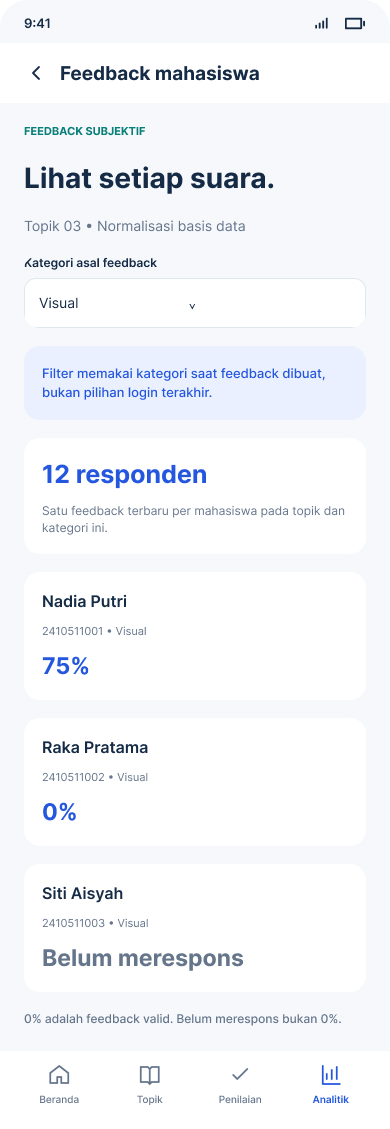 9:41
Feedback mahasiswa
FEEDBACK SUBJEKTIF
Lihat setiap suara.
Topik 03 • Normalisasi basis data
Kategori asal feedback
Visual
Filter memakai kategori saat feedback dibuat,
bukan pilihan login terakhir.
12 responden
Satu feedback terbaru per mahasiswa pada topik dan
kategori ini.
Nadia Putri
2410511001 • Visual
75%
Raka Pratama
2410511002 • Visual
0%
Siti Aisyah
2410511003 • Visual
Belum merespons
0% adalah feedback valid. Belum merespons bukan 0%.
Beranda
Topik
Penilaian
Analitik